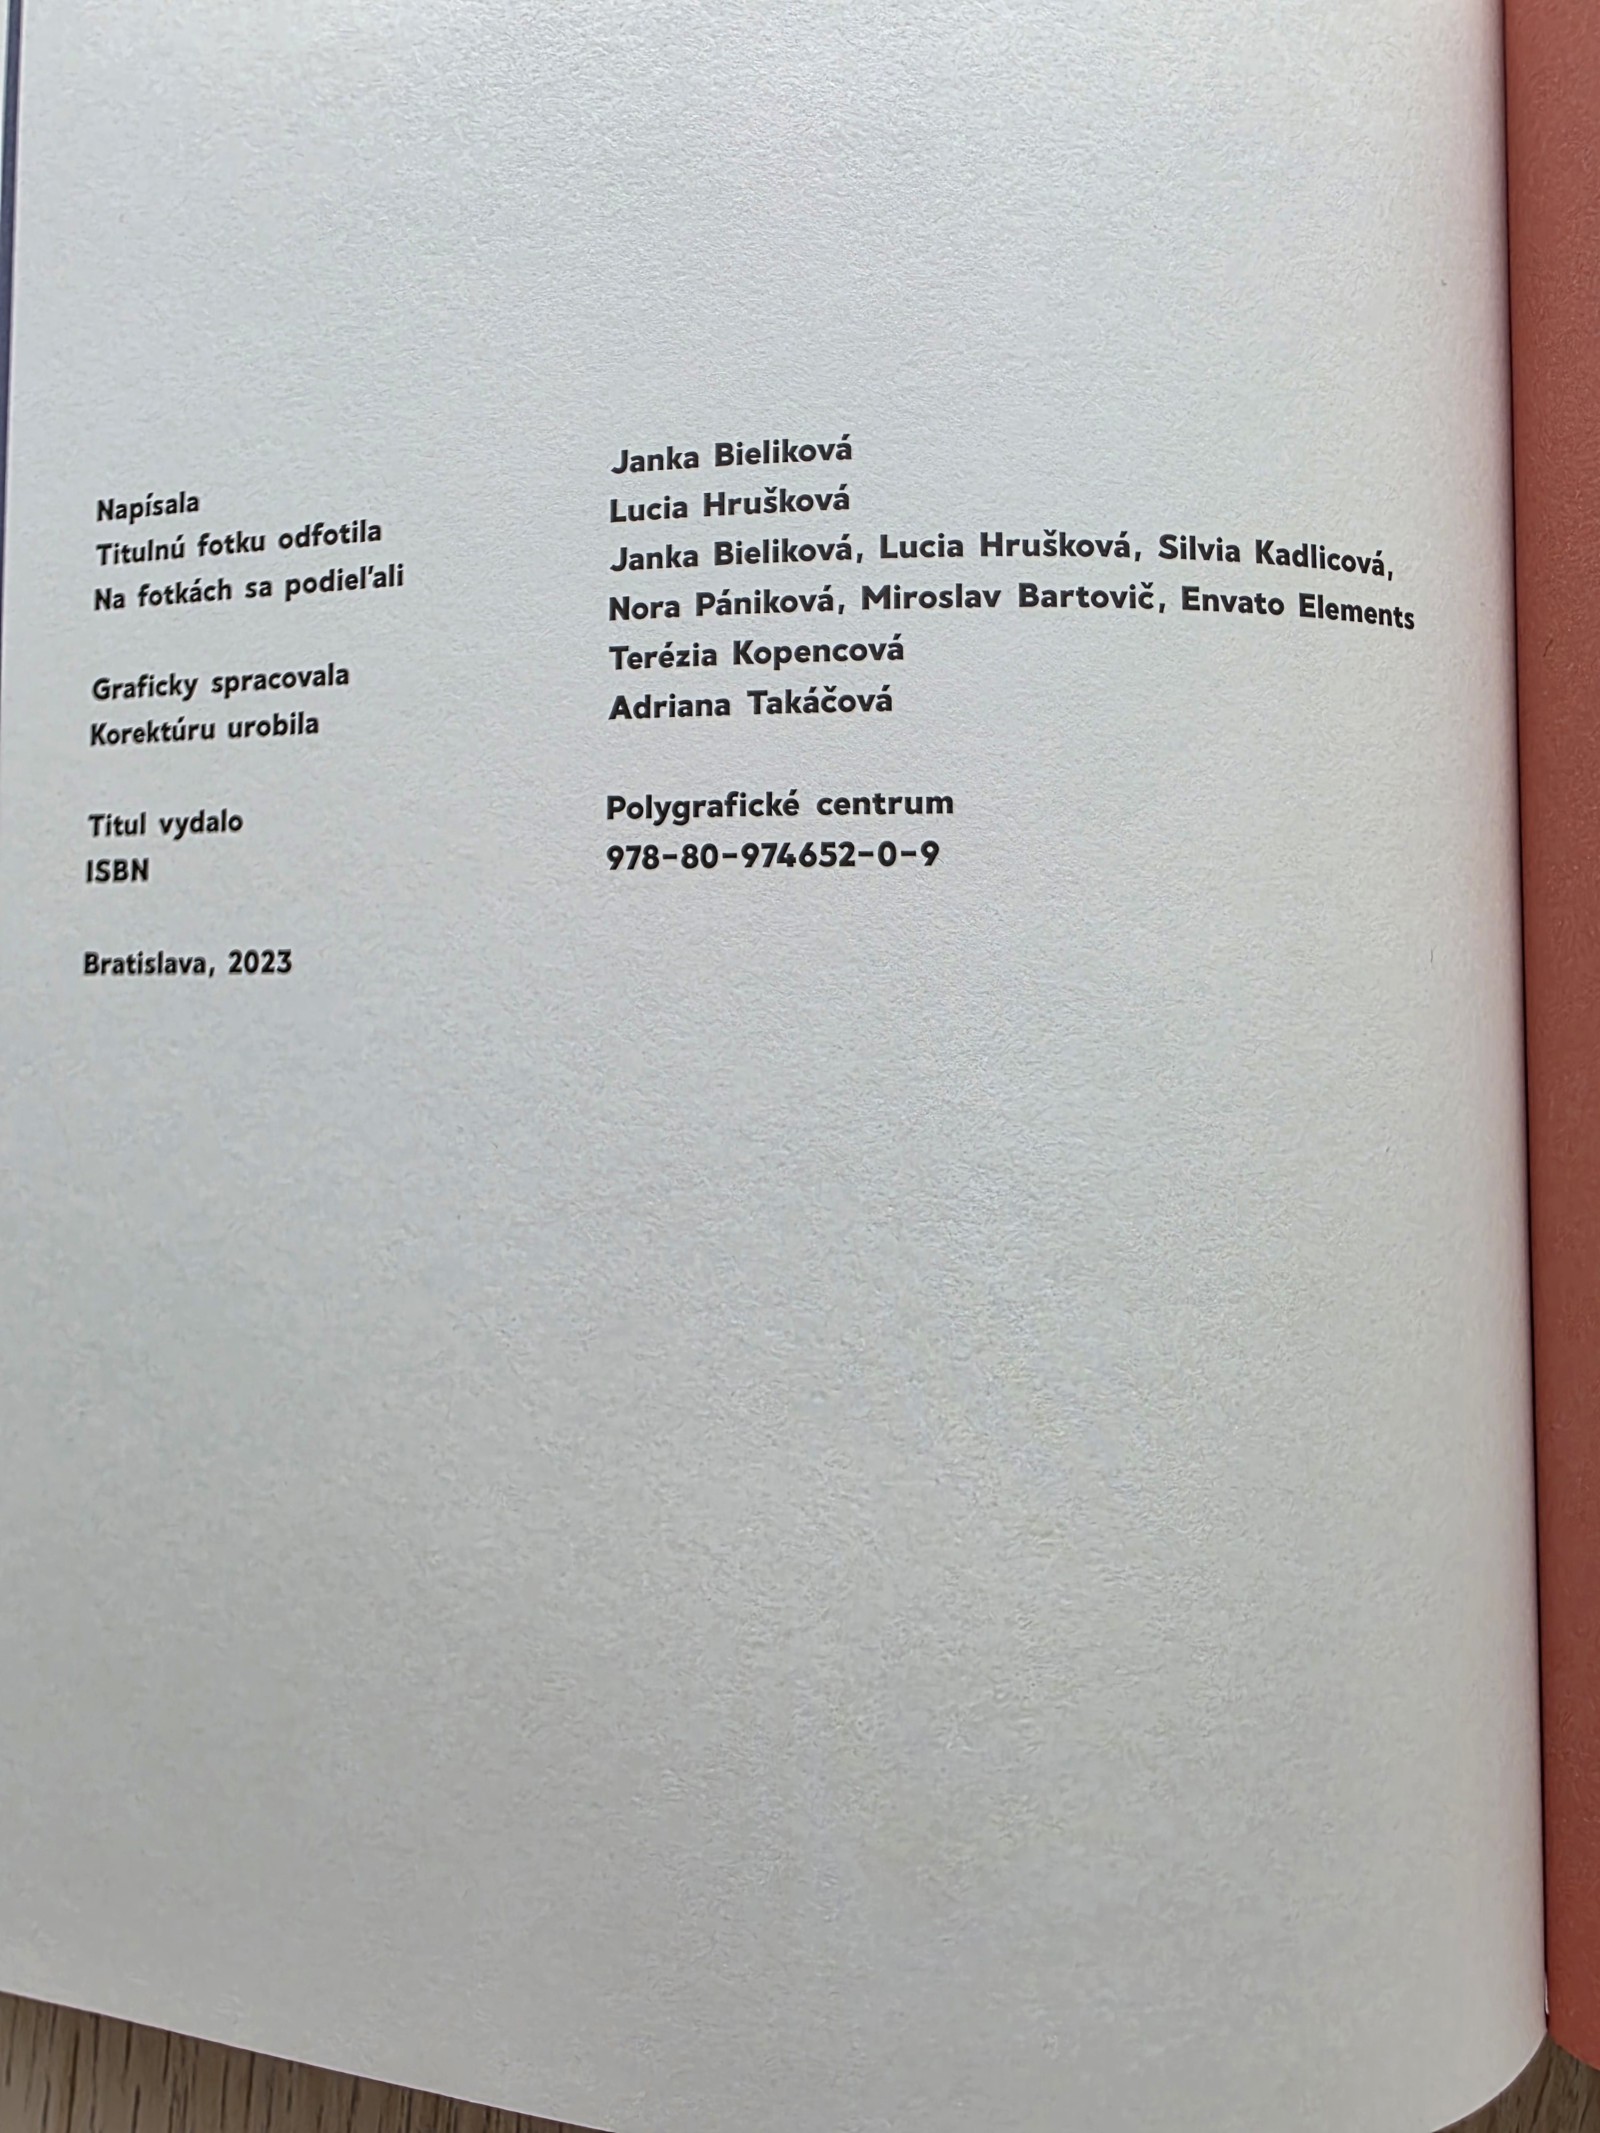 Napísala Janka Bieliková
Titulnú fotku odfotila Lucia Hrušková
Na fotkách sa podieľali Janka Bieliková, Lucia Hrušková, Silvia Kadlicová,
Nora Pániková, Miroslav Bartovič, Envato Elements
Graficky spracovala Terézia Kopencová
Korektúru urobila Adriana Takáčová
Titul vydalo Polygrafické centrum
ISBN 978-80-974652-0-9
Bratislava, 2023